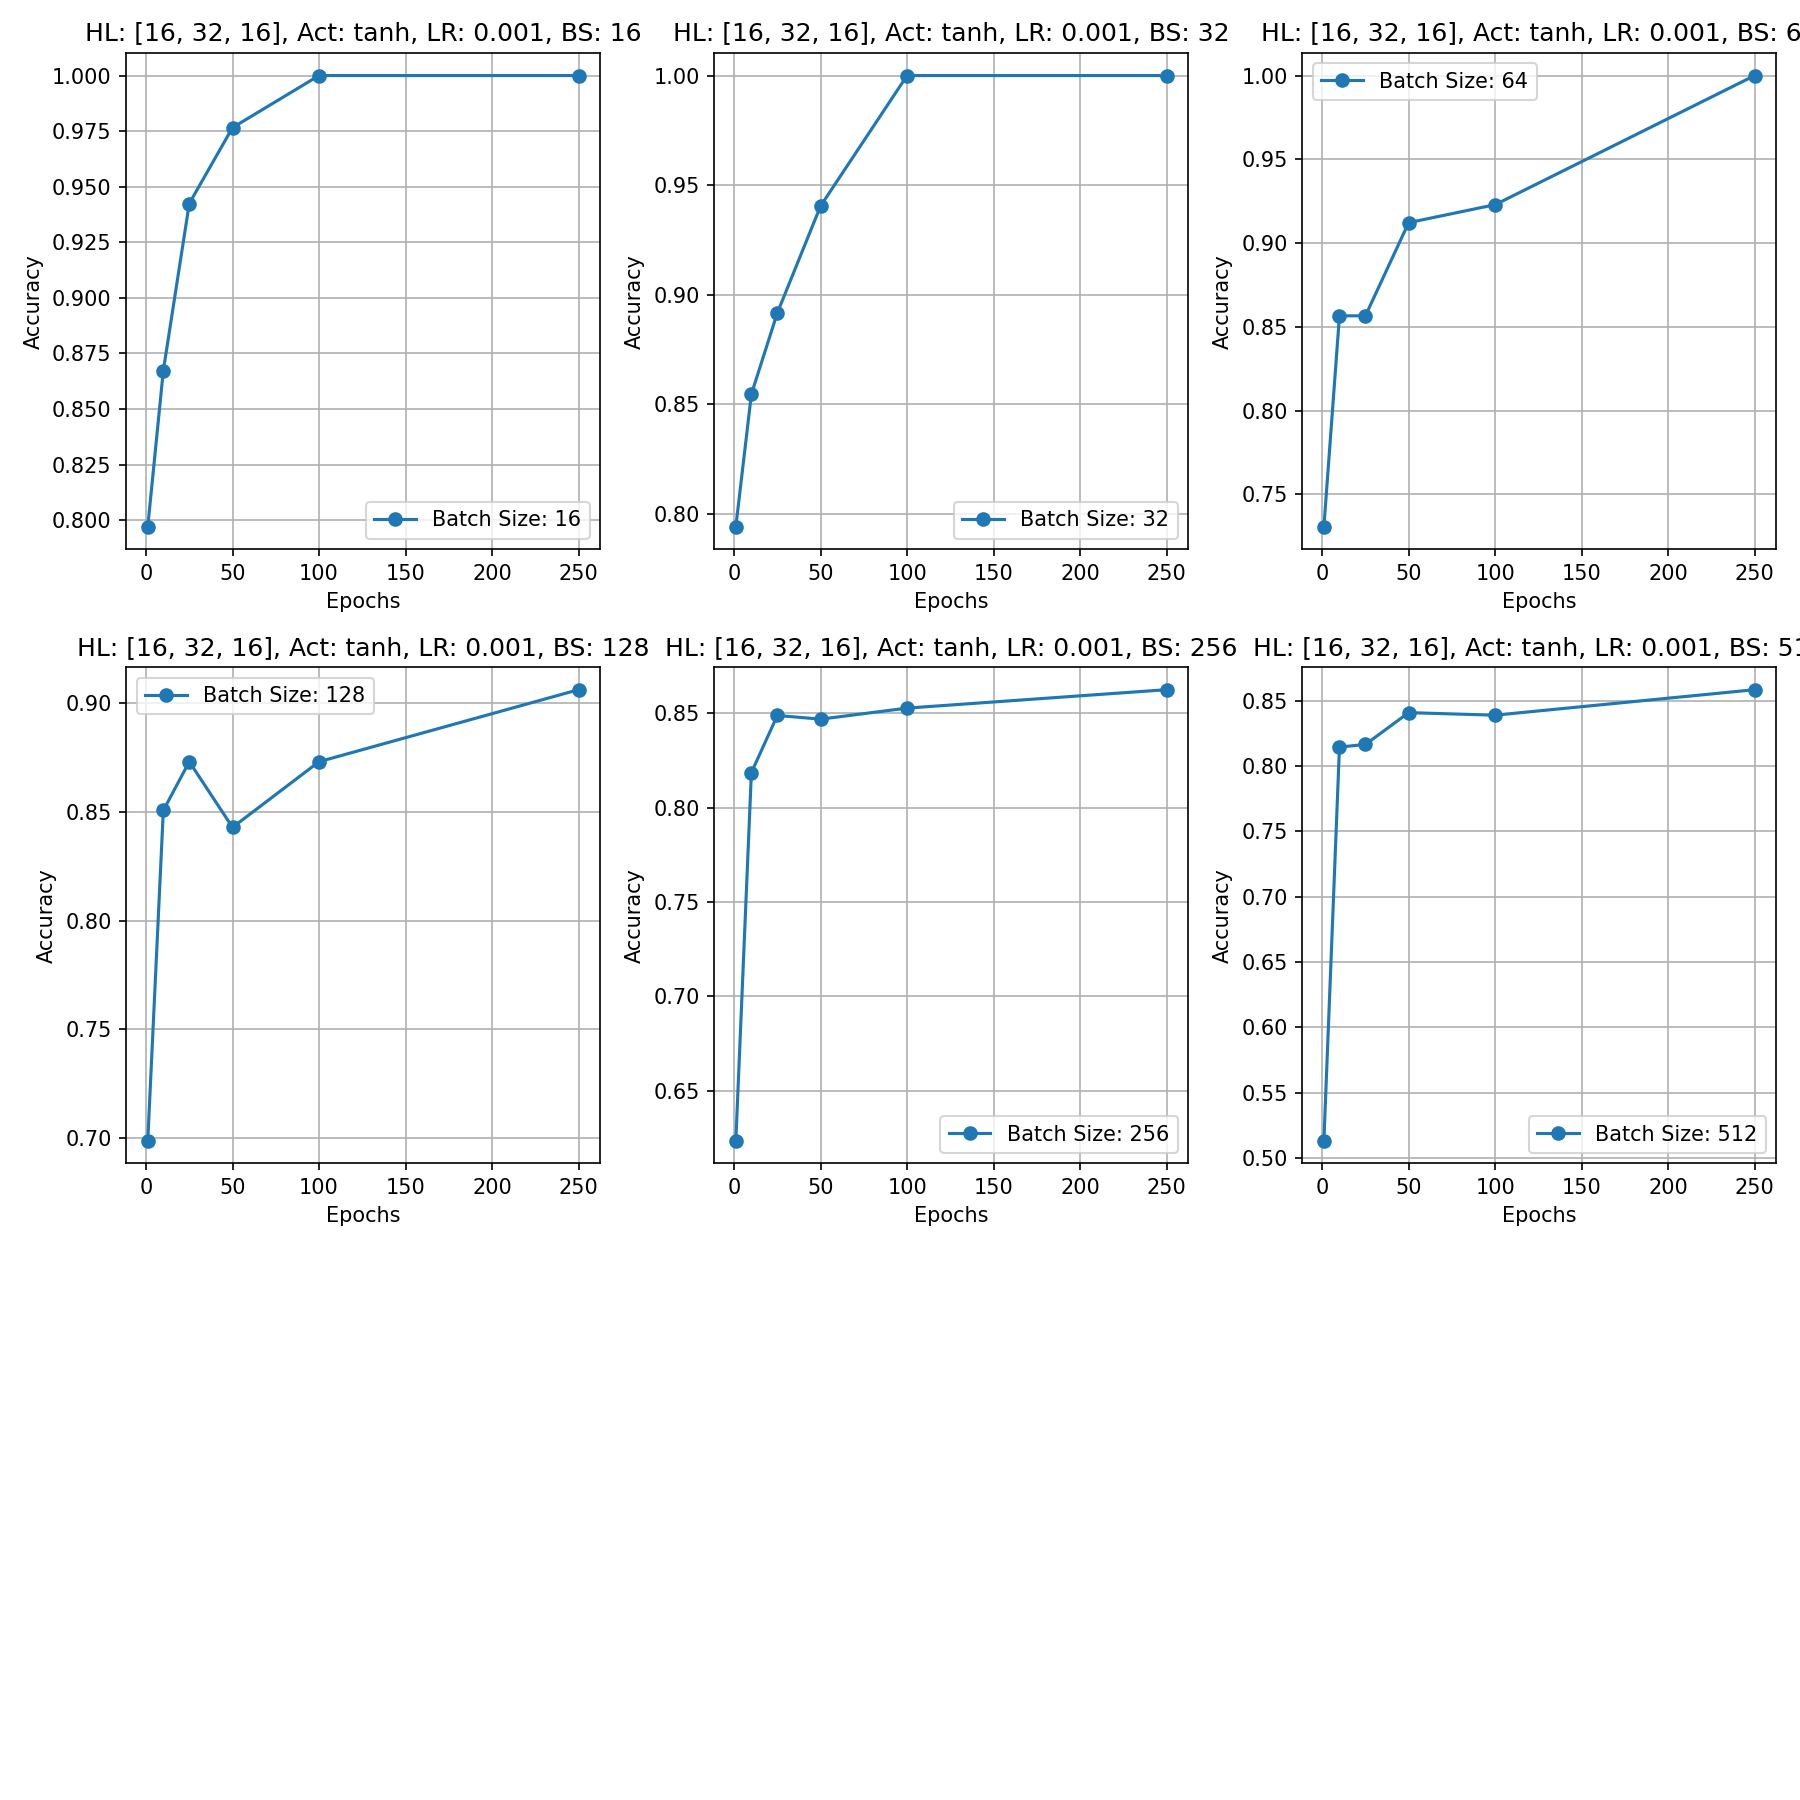 HL: [16, 32, 16], Act: tanh, LR: 0.001, BS: 16
1.000
0.975
0.950
0.925
0.900
0.875
0.850
0.825
0.800
Accuracy
Batch Size: 16
0 50 100 150 200 250
Epochs
HL: [16, 32, 16], Act: tanh, LR: 0.001, BS: 32
1.00
0.95
0.90
0.85
0.80
Accuracy
Batch Size: 32
0 50 100 150 200 250
Epochs
HL: [16, 32, 16], Act: tanh, LR: 0.001, BS: 6
Batch Size: 64
1.00
0.95
0.90
0.85
0.80
0.75
Accuracy
0 50 100 150 200 250
Epochs
HL: [16, 32, 16], Act: tanh, LR: 0.001, BS: 128
Batch Size: 128
0.90
0.85
0.80
0.75
0.70
Accuracy
0 50 100 150 200 250
Epochs
HL: [16, 32, 16], Act: tanh, LR: 0.001, BS: 256
0.85
0.80
0.75
0.70
0.65
Accuracy
Batch Size: 256
0 50 100 150 200 250
Epochs
HL: [16, 32, 16], Act: tanh, LR: 0.001, BS: 51
0.85
0.80
0.75
0.70
0.65
0.60
0.55
0.50
Accuracy
Batch Size: 512
0 50 100 150 200 250
Epochs